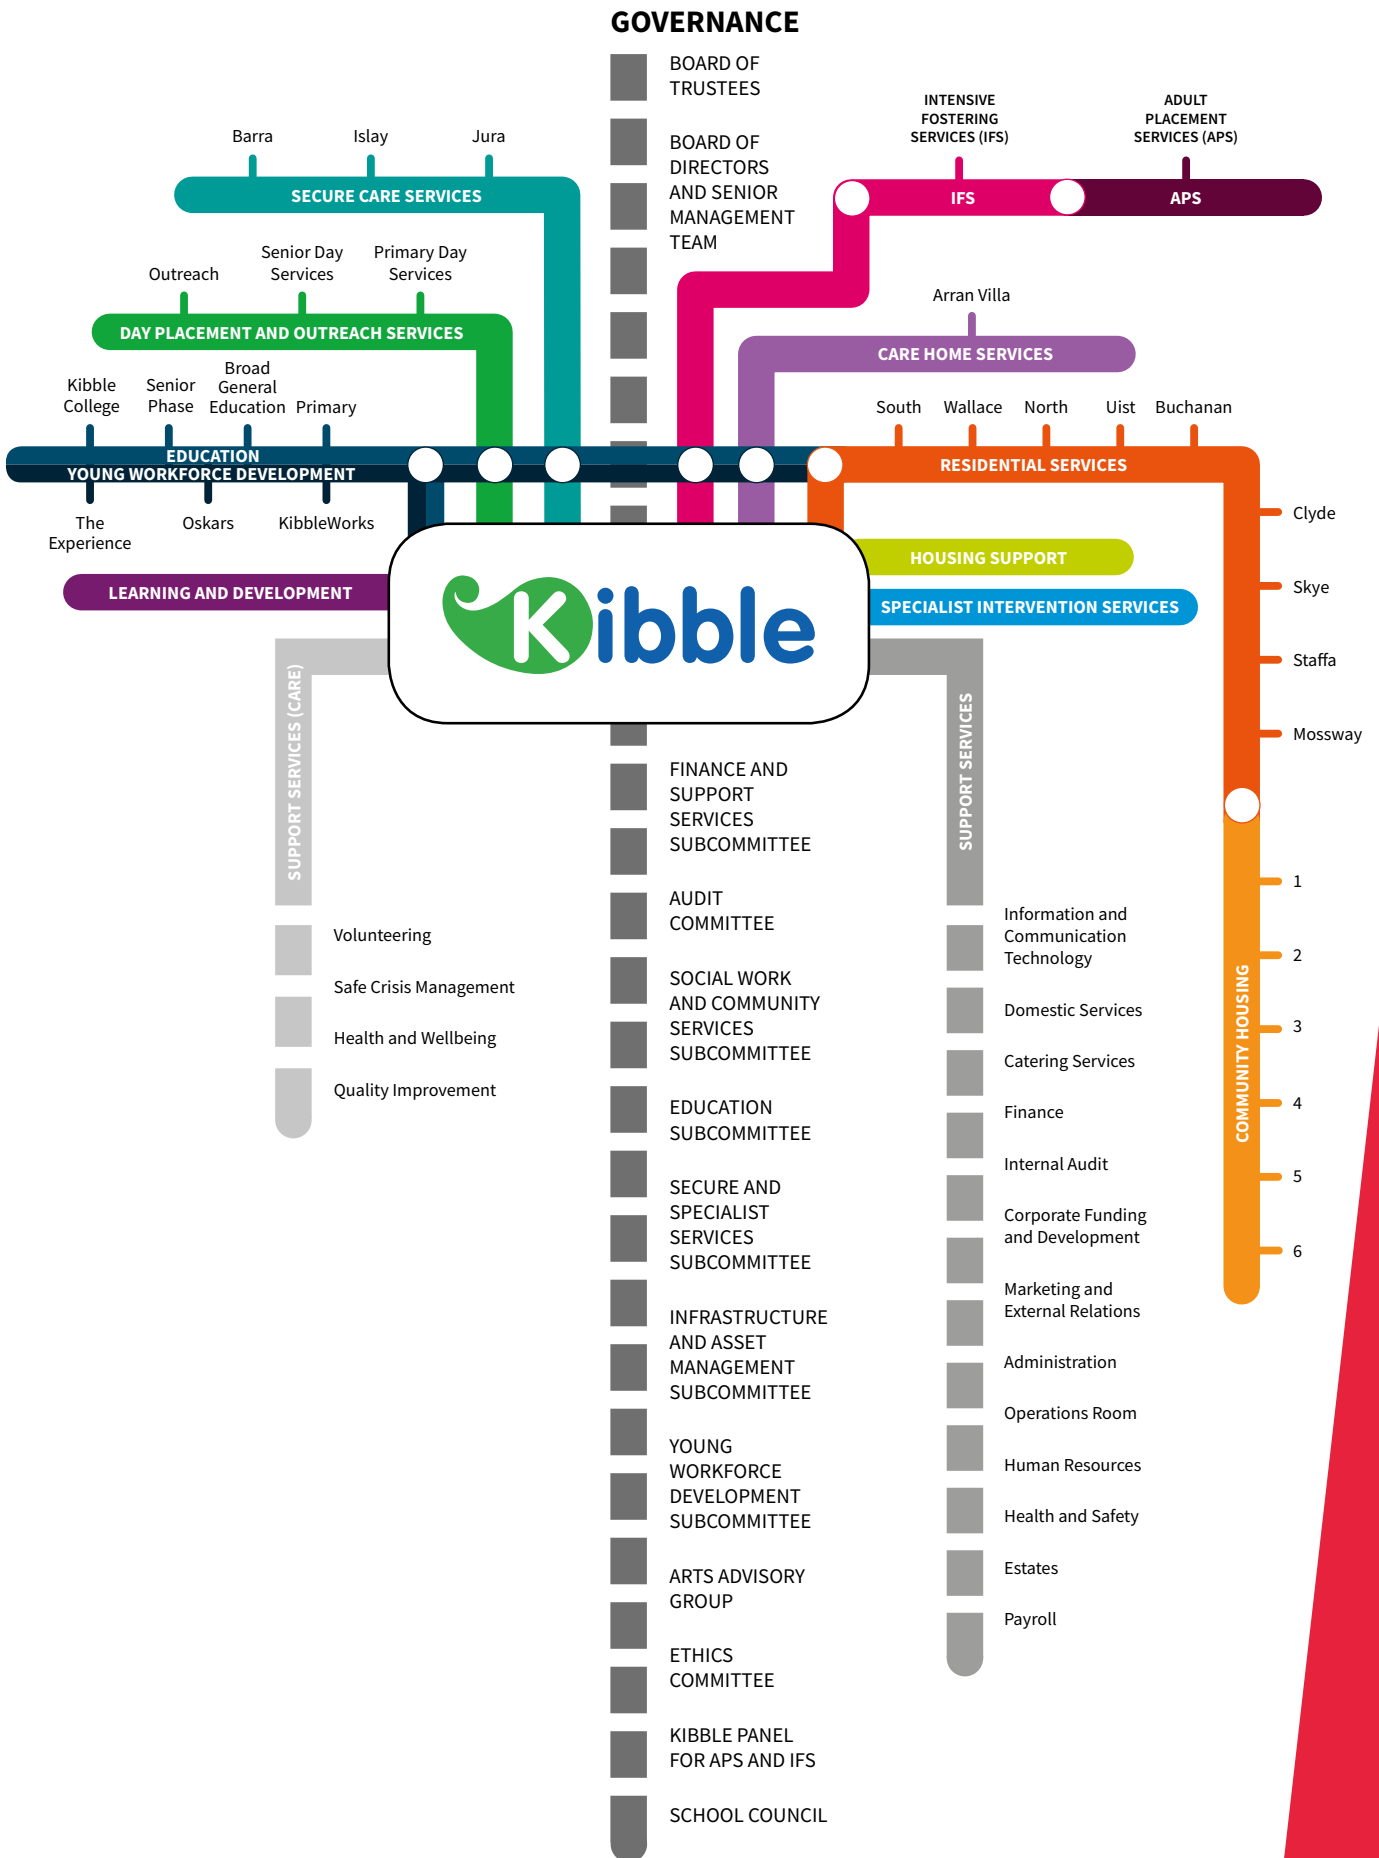 GOVERNANCE
BOARD OF
TRUSTEES
BOARD OF
DIRECTORS
AND SENIOR
MANAGEMENT
TEAM
INTENSIVE
FOSTERING
SERVICES (IFS)
ADULT
PLACEMENT
SERVICES (APS)
IFS
APS
Barra
Islay
Jura
SECURE CARE SERVICES
Outreach
Senior Day
Services
Primary Day
Services
DAY PLACEMENT AND OUTREACH SERVICES
Arran Villa
CARE HOME SERVICES
Kibble
College
Senior
Phase
Broad
General
Education
Primary
EDUCATION
YOUNG WORKFORCE DEVELOPMENT
The
Experience
Oskars
KibbleWorks
South
Wallace
North
Uist
Buchanan
RESIDENTIAL SERVICES
Clyde
Skye
Staffa
Mossway
LEARNING AND DEVELOPMENT
Kibble
HOUSING SUPPORT
SPECIALIST INTERVENTION SERVICES
SUPPORT SERVICES (CARE)
Volunteering
Safe Crisis Management
Health and Wellbeing
Quality Improvement
FINANCE AND
SUPPORT
SERVICES
SUBCOMMITTEE
AUDIT
COMMITTEE
SOCIAL WORK
AND COMMUNITY
SERVICES
SUBCOMMITTEE
EDUCATION
SUBCOMMITTEE
SECURE AND
SPECIALIST
SERVICES
SUBCOMMITTEE
INFRASTRUCTURE
AND ASSET
MANAGEMENT
SUBCOMMITTEE
YOUNG
WORKFORCE
DEVELOPMENT
SUBCOMMITTEE
ARTS ADVISORY
GROUP
ETHICS
COMMITTEE
KIBBLE PANEL
FOR APS AND IFS
SCHOOL COUNCIL
SUPPORT SERVICES
Information and
Communication
Technology
Domestic Services
Catering Services
Finance
Internal Audit
Corporate Funding
and Development
Marketing and
External Relations
Administration
Operations Room
Human Resources
Health and Safety
Estates
Payroll
COMMUNITY HOUSING
1
2
3
4
5
6